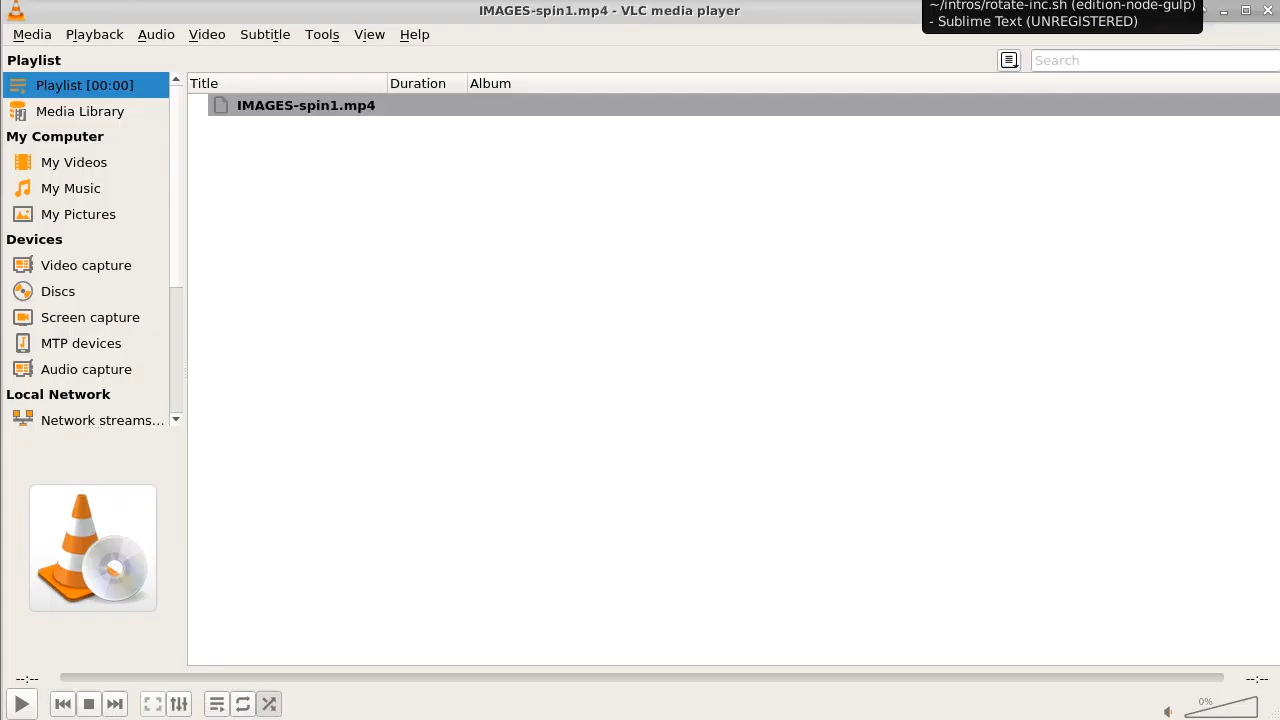 IMAGES-spin1.mp4 - VLC media player
~/intros/rotate-inc.sh (edition-node-gulp)
- Sublime Text (UNREGISTERED)
Media Playback Audio Video Subtitle Tools View Help
Playlist
Search
Playlist [00:00]
Title Duration Album
Media Library
IMAGES-spin1.mp4
My Computer
My Videos
My Music
My Pictures
Devices
Video capture
Discs
Screen capture
MTP devices
Audio capture
Local Network
Network streams...
--:-- --:--
0%